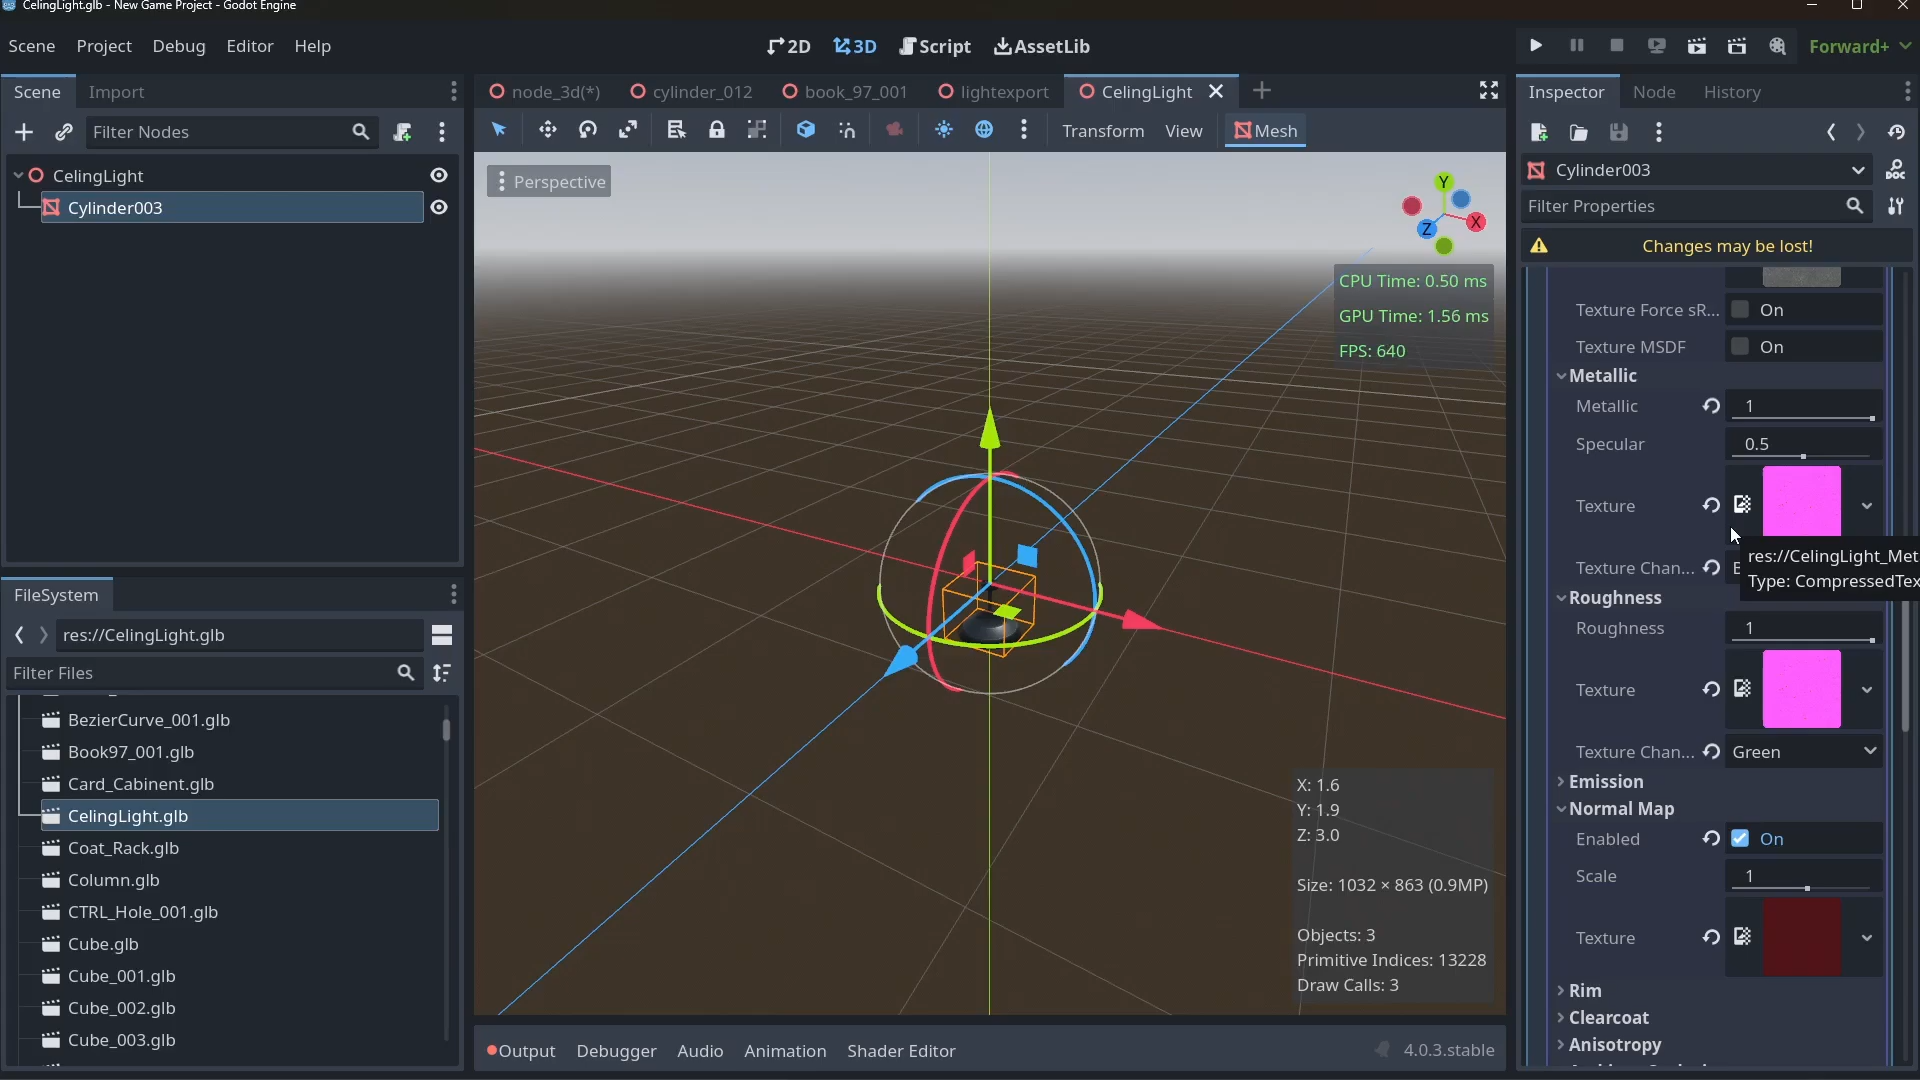 CelingLight.glb - New Game Project - Godot Engine
Scene Project Debug Editor Help
2D 3D Script AssetLib
Forward+
Scene Import
node_3d(*) cylinder_012 book_97_001 lightexport CelingLight
Inspector Node History
Filter Nodes
Transform View Mesh
CelingLight
Cylinder003
Perspective
Y
X
Z
CPU Time: 0.50 ms
GPU Time: 1.56 ms
FPS: 640
X: 1.6
Y: 1.9
Z: 3.0
Size: 1032 × 863 (0.9MP)
Objects: 3
Primitive Indices: 13228
Draw Calls: 3
Cylinder003
DOC
Filter Properties
Changes may be lost!
Texture Force sR... On
Texture MSDF On
Metallic
Metallic 1
Specular 0.5
Texture
res://CelingLight_Met
Texture Chan...
Type: CompressedTex
Roughness
Roughness 1
Texture
Texture Chan... Green
Emission
Normal Map
Enabled On
Scale 1
Texture
Rim
Clearcoat
Anisotropy
FileSystem
res://CelingLight.glb
Filter Files
BezierCurve_001.glb
Book97_001.glb
Card_Cabinent.glb
CelingLight.glb
Coat_Rack.glb
Column.glb
CTRL_Hole_001.glb
Cube.glb
Cube_001.glb
Cube_002.glb
Cube_003.glb
Output Debugger Audio Animation Shader Editor 4.0.3.stable